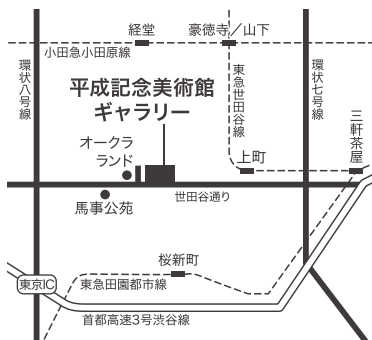 経堂
豪徳寺／山下
小田急小田原線
環状八号線
平成記念美術館
ギャラリー
東急世田谷線
環状七号線
三軒茶屋
オークラ
ランド
上町
世田谷通り
馬事公苑
桜新町
東京IC
東急田園都市線
首都高速3号渋谷線